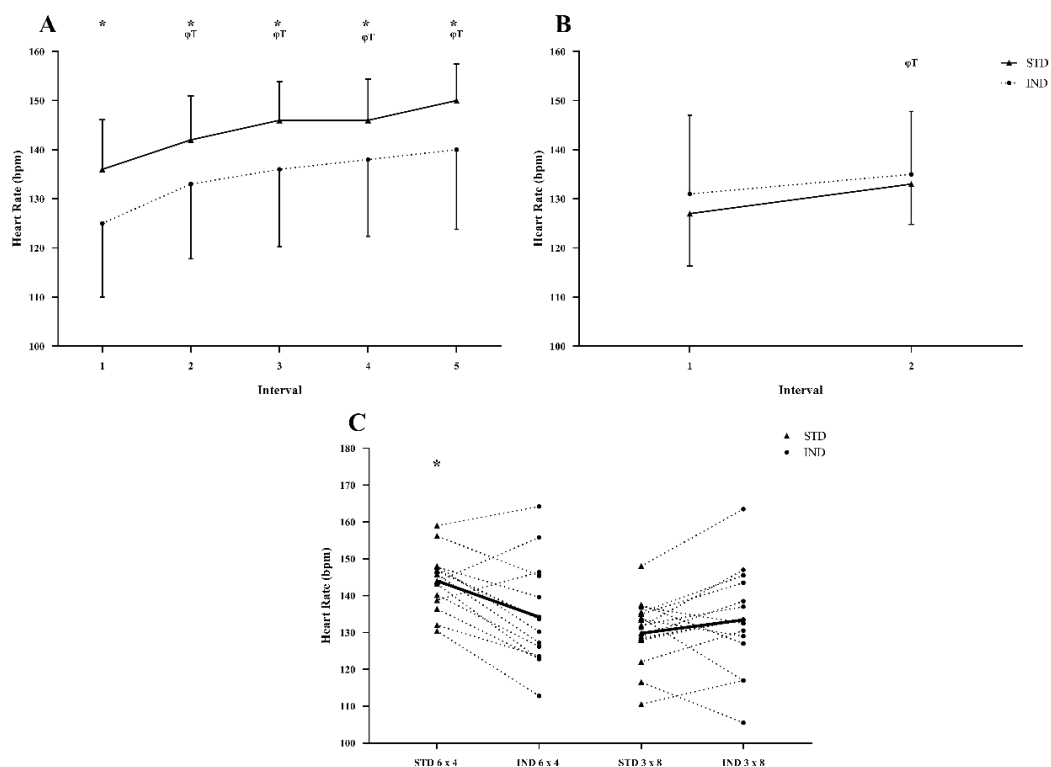 A
* * * * *
φT φT φT φT
160
150
140
130
120
110
100
Heart Rate (bpm)
1 2 3 4 5
Interval
B
φT
STD
IND
160
150
140
130
120
110
100
Heart Rate (bpm)
1 2
Interval
C
STD
IND
*
180
170
160
150
140
130
120
110
100
Heart Rate (bpm)
STD 6 x 4 IND 6 x 4 STD 3 x 8 IND 3 x 8